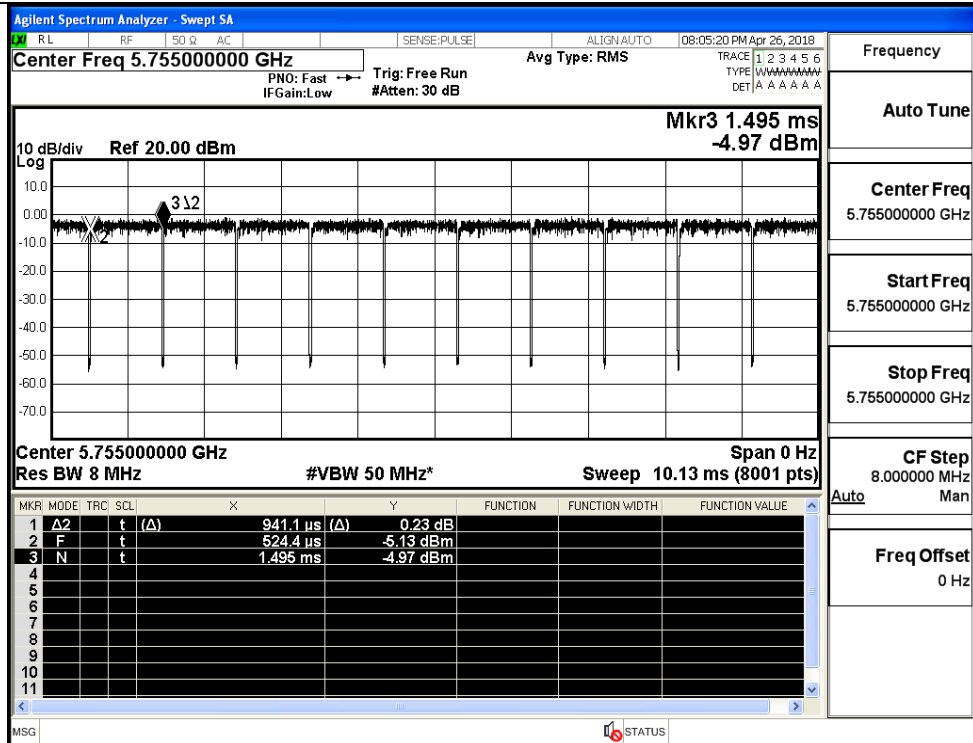 Agilent Spectrum Analyzer - Swept SA
LXI RL RF 50 Ω AC SENSE:PULSE ALIGN AUTO 08:05:20 PM Apr 26, 2018
Center Freq 5.755000000 GHz
PNO: Fast
IFGain:Low
Trig: Free Run
#Atten: 30 dB
Avg Type: RMS
TRACE 1 2 3 4 5 6
TYPE WWWWWW
DET A A A A A A
Mkr3 1.495 ms
-4.97 dBm
10 dB/div Ref 20.00 dBm
Log
10.0
0.00
-10.0
-20.0
-30.0
-40.0
-50.0
-60.0
-70.0
2
3 Δ2
Center 5.755000000 GHz Span 0 Hz
Res BW 8 MHz #VBW 50 MHz* Sweep 10.13 ms (8001 pts)
MKR MODE TRC SCL X Y FUNCTION FUNCTION WIDTH FUNCTION VALUE
1 Δ2 t (Δ) 941.1 µs (Δ) 0.23 dB
2 F t 524.4 µs -5.13 dBm
3 N t 1.495 ms -4.97 dBm
4
5
6
7
8
9
10
11
MSG STATUS
Frequency
Auto Tune
Center Freq
5.755000000 GHz
Start Freq
5.755000000 GHz
Stop Freq
5.755000000 GHz
CF Step
8.000000 MHz
Auto Man
Freq Offset
0 Hz